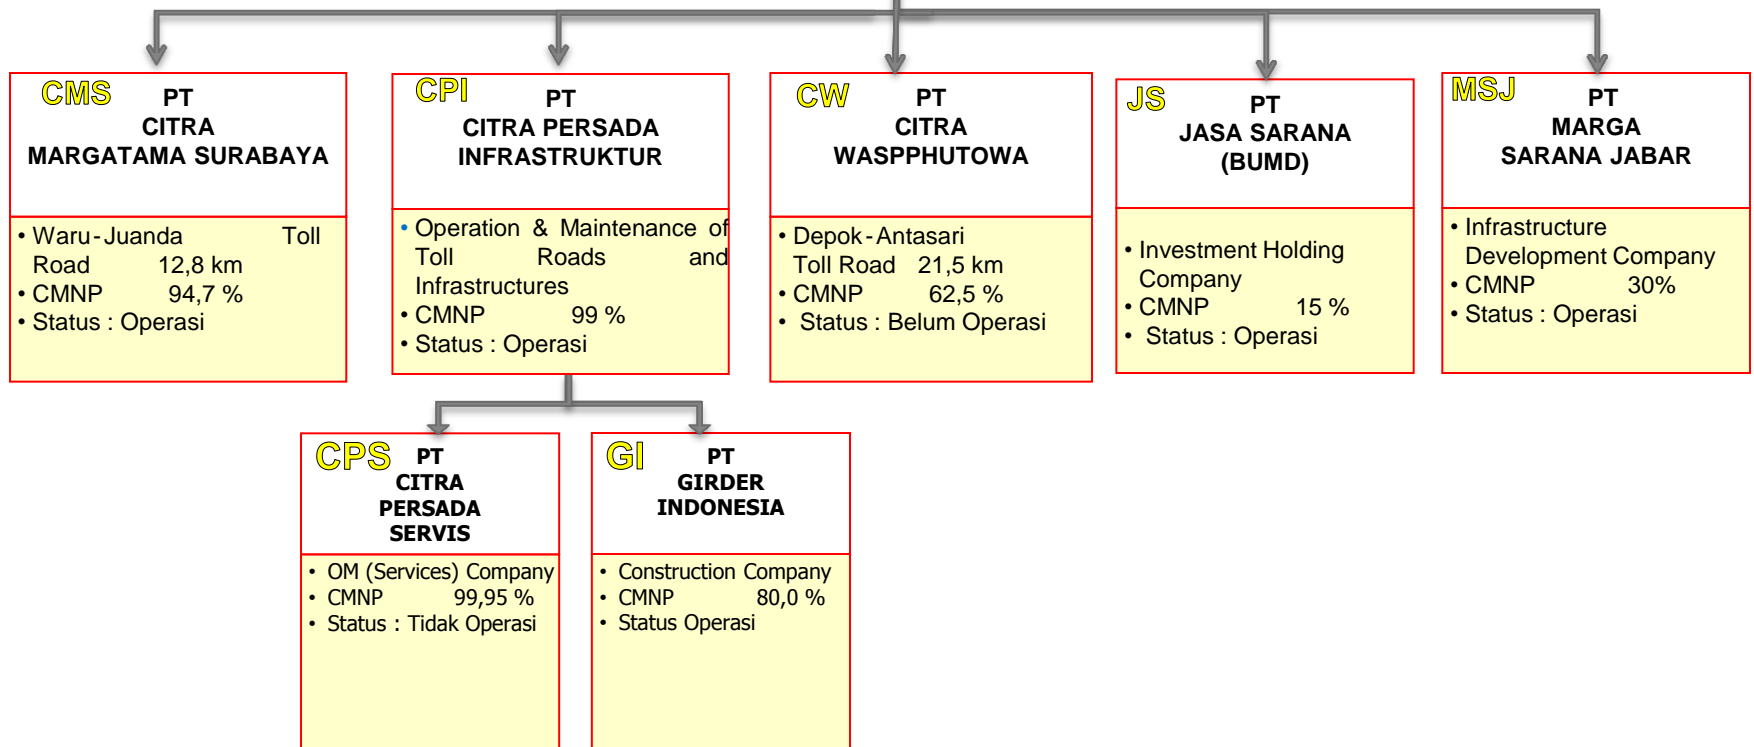 CMS
PT
CITRA
MARGATAMA SURABAYA
• Waru-Juanda Toll
Road 12,8 km
• CMNP 94,7 %
• Status : Operasi
CPI
PT
CITRA PERSADA
INFRASTRUKTUR
• Operation & Maintenance of
Toll Roads and
Infrastructures
• CMNP 99 %
• Status : Operasi
CW
PT
CITRA
WASPPHUTOWA
• Depok-Antasari
Toll Road 21,5 km
• CMNP 62,5 %
• Status : Belum Operasi
JS
PT
JASA SARANA
(BUMD)
• Investment Holding
Company
• CMNP 15 %
• Status : Operasi
MSJ
PT
MARGA
SARANA JABAR
• Infrastructure
Development Company
• CMNP 30%
• Status : Operasi
CPS
PT
CITRA
PERSADA
SERVIS
• OM (Services) Company
• CMNP 99,95 %
• Status : Tidak Operasi
GI
PT
GIRDER
INDONESIA
• Construction Company
• CMNP 80,0 %
• Status Operasi